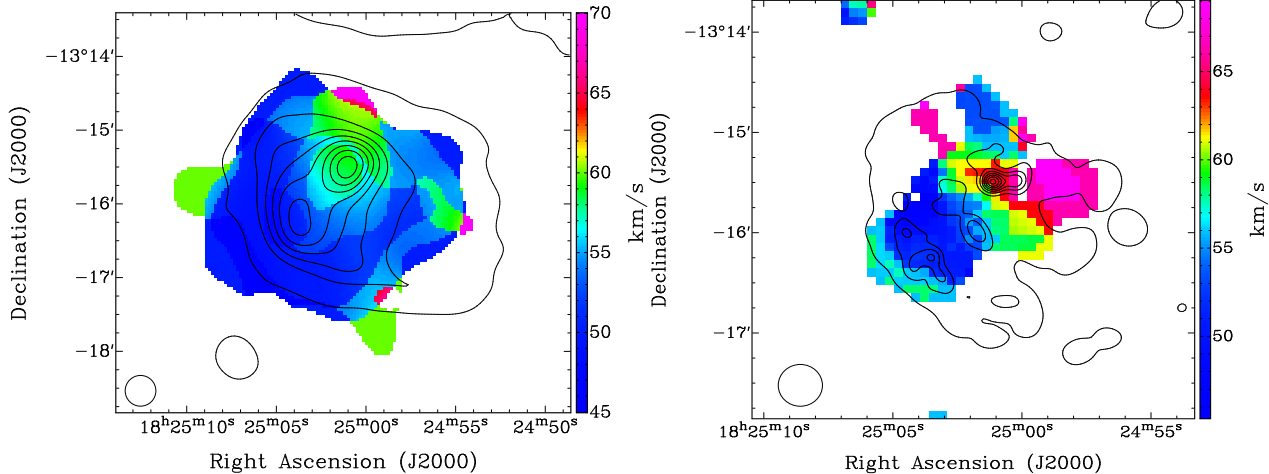 −13°14′
−15′
−16′
−17′
−18′
Declination (J2000)
18ʰ25ᵐ10ˢ 25ᵐ05ˢ 25ᵐ00ˢ 24ᵐ55ˢ 24ᵐ50ˢ
Right Ascension (J2000)
70
65
60
55
50
45
km/s
−13°14′
−15′
−16′
−17′
Declination (J2000)
18ʰ25ᵐ10ˢ 25ᵐ05ˢ 25ᵐ00ˢ 24ᵐ55ˢ
Right Ascension (J2000)
65
60
55
50
km/s